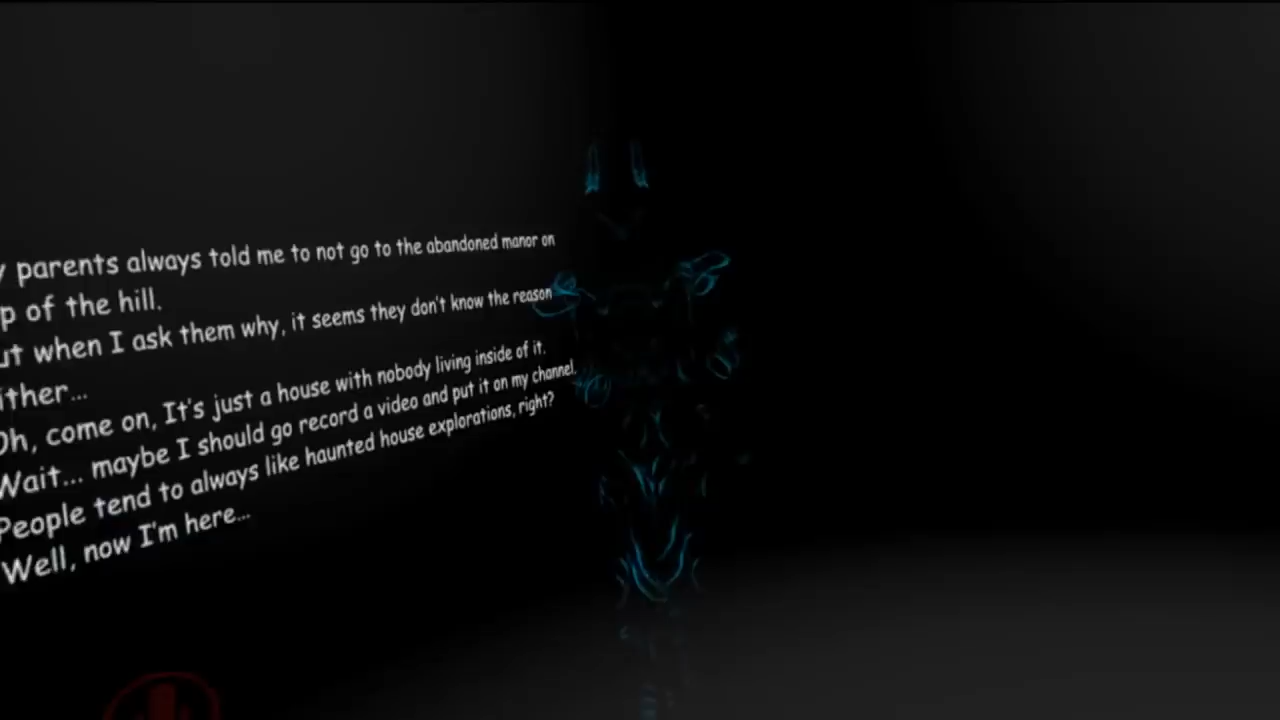 parents always told me to not go to the abandoned manor on
of the hill.
when I ask them why, it seems they don't know the reason
Oh, come on, It's just a house with nobody living inside of it.
Wait... maybe I should go record a video and put it on my channel.
People tend to always like haunted house explorations, right?
Well, now I'm here...